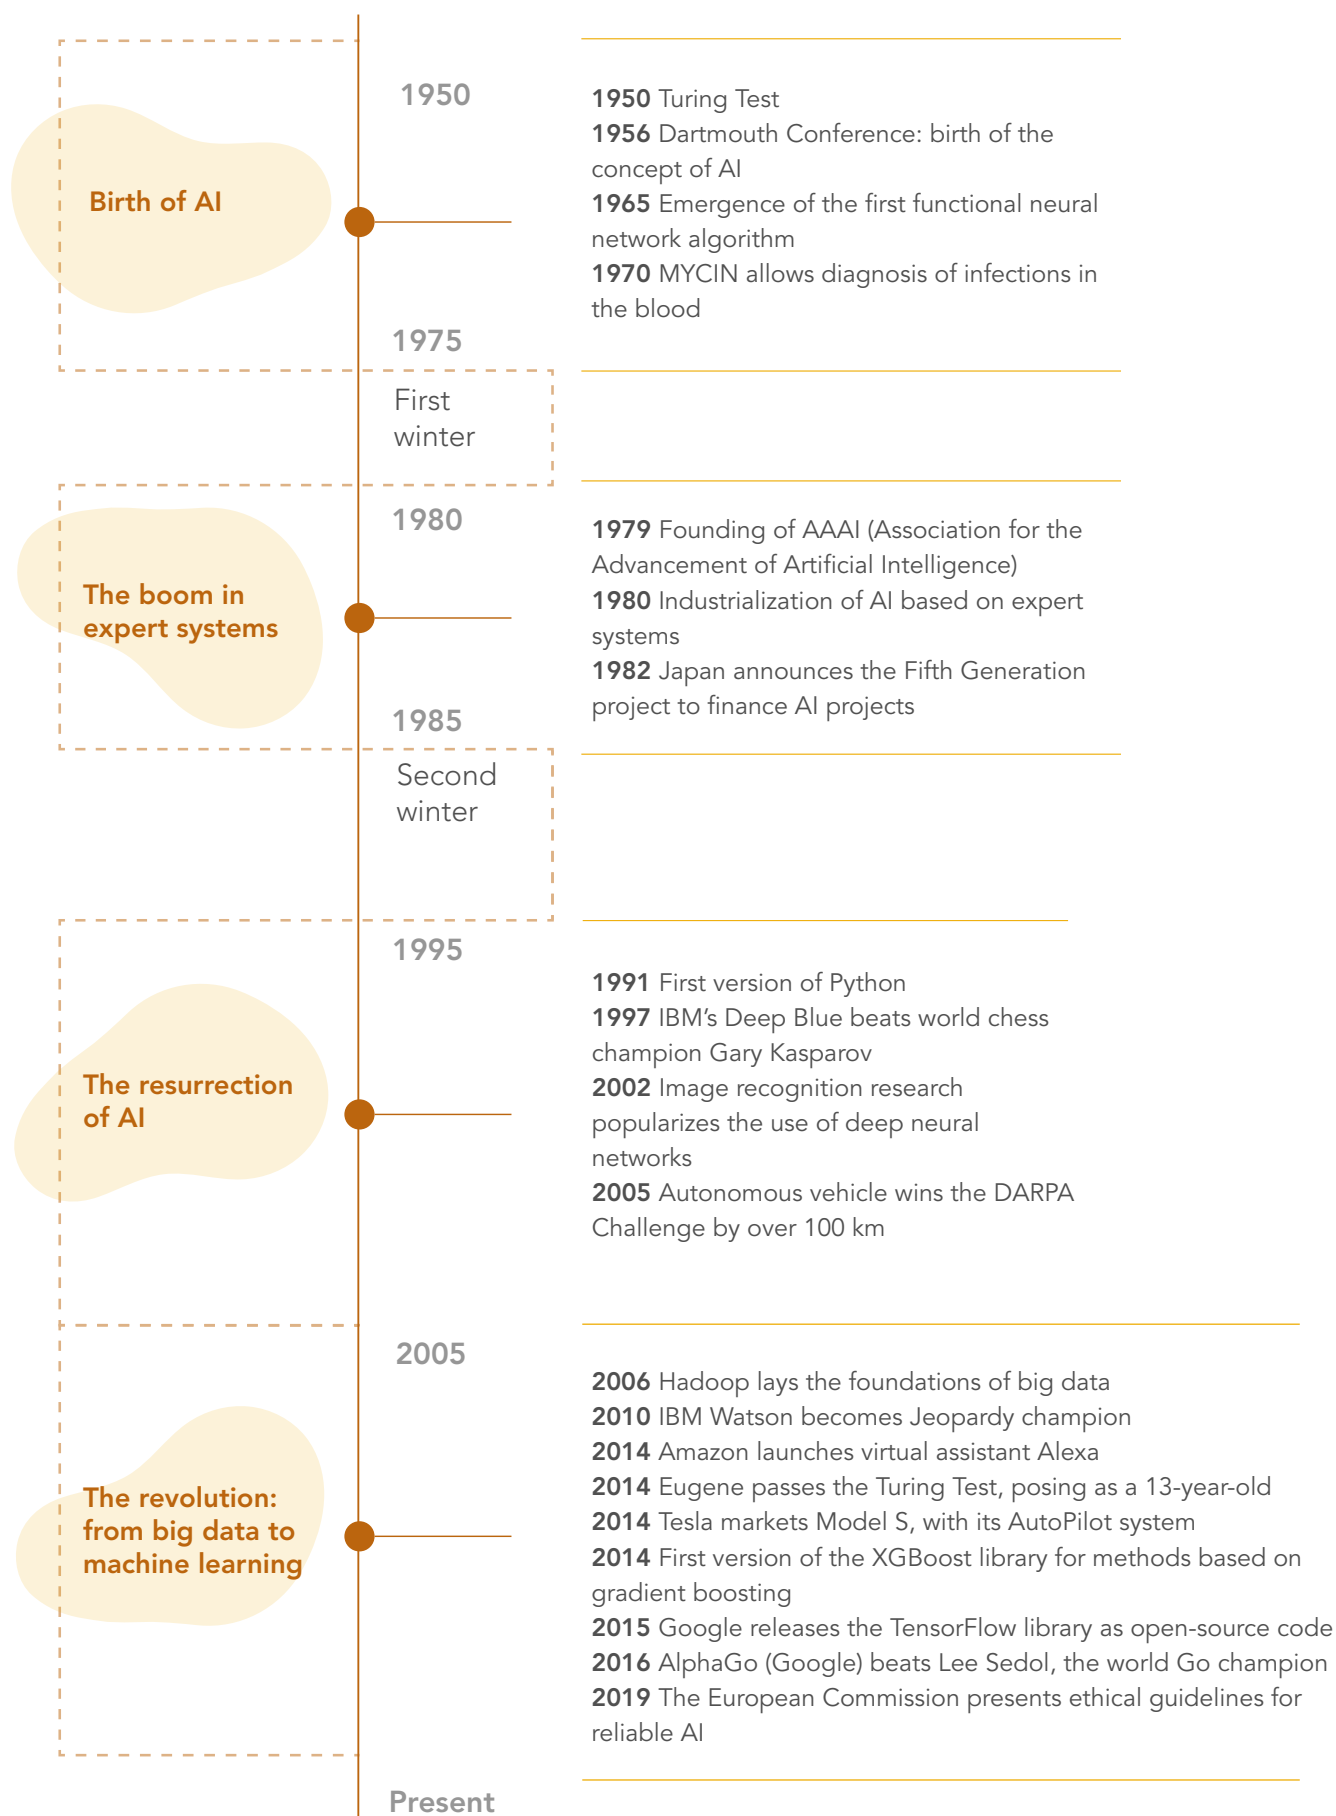 1950
Birth of AI
1950 Turing Test
1956 Dartmouth Conference: birth of the
concept of AI
1965 Emergence of the first functional neural
network algorithm
1970 MYCIN allows diagnosis of infections in
the blood
1975
First
winter
1980
The boom in
expert systems
1979 Founding of AAAI (Association for the
Advancement of Artificial Intelligence)
1980 Industrialization of AI based on expert
systems
1982 Japan announces the Fifth Generation
project to finance AI projects
1985
Second
winter
1995
The resurrection
of AI
1991 First version of Python
1997 IBM’s Deep Blue beats world chess
champion Gary Kasparov
2002 Image recognition research
popularizes the use of deep neural
networks
2005 Autonomous vehicle wins the DARPA
Challenge by over 100 km
2005
The revolution:
from big data to
machine learning
2006 Hadoop lays the foundations of big data
2010 IBM Watson becomes Jeopardy champion
2014 Amazon launches virtual assistant Alexa
2014 Eugene passes the Turing Test, posing as a 13-year-old
2014 Tesla markets Model S, with its AutoPilot system
2014 First version of the XGBoost library for methods based on
gradient boosting
2015 Google releases the TensorFlow library as open-source code
2016 AlphaGo (Google) beats Lee Sedol, the world Go champion
2019 The European Commission presents ethical guidelines for
reliable AI
Present